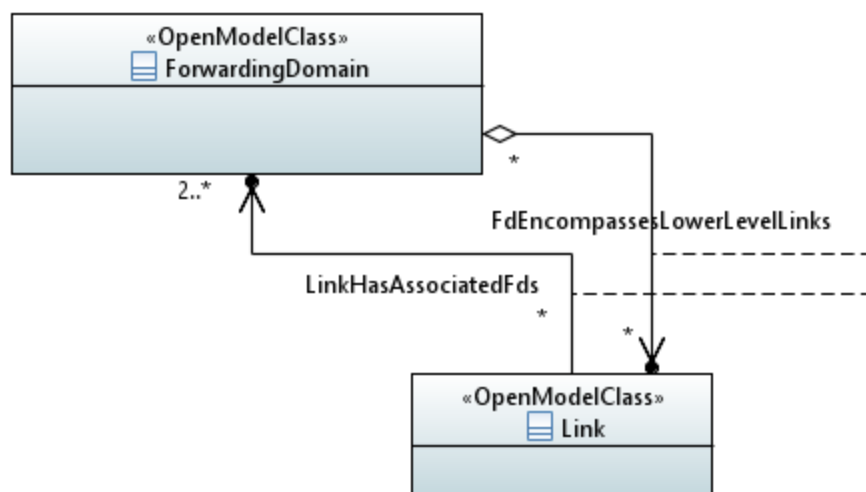 «OpenModelClass»
ForwardingDomain
*
2..*
FdEncompassesLowerLevelLinks
LinkHasAssociatedFds
*
*
«OpenModelClass»
Link